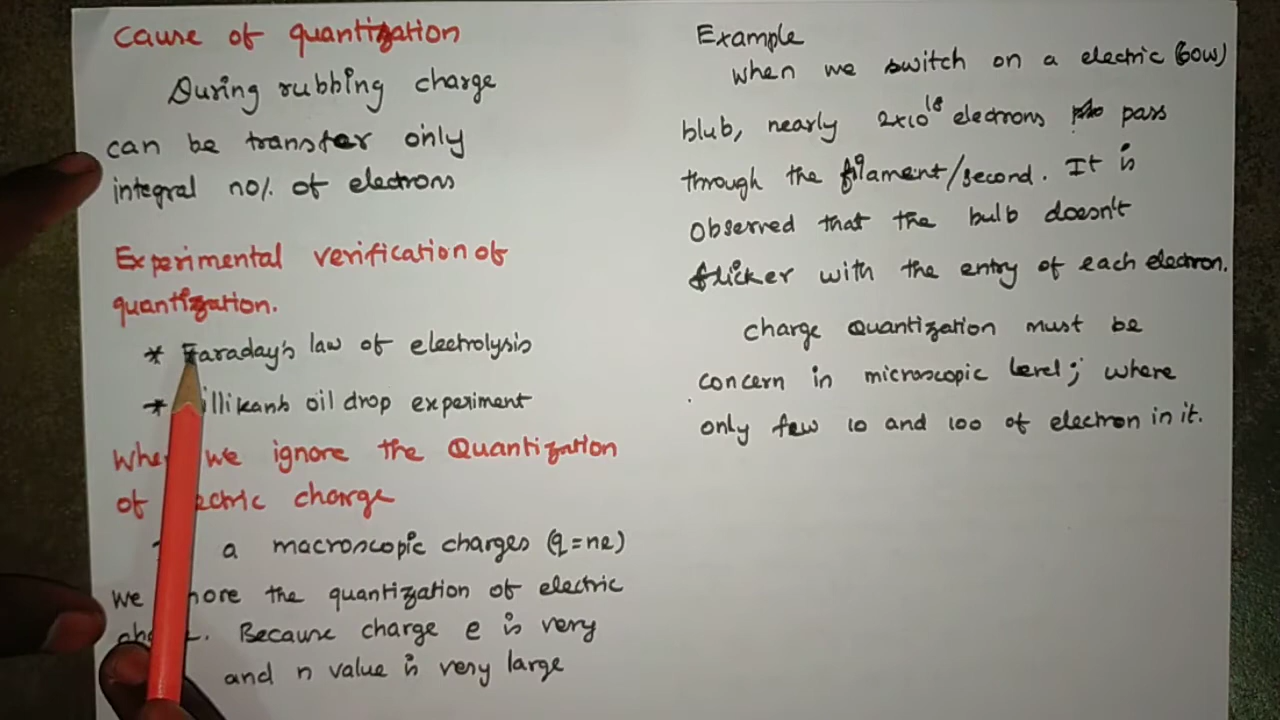 Cause of quantization
During rubbing charge
can be transfer only
integral no/. of electrons
Experimental verification of
quantization.
* Faraday's law of electrolysis
* illikan's oil drop experiment
we ignore the Quantization
of ectric charge
a macroscopic charges (q=ne)
we nore the quantization of electric
Because charge e is very
and n value is very large
Example
when we switch on a electric (60W)
blub, nearly 2x10^18 electrons pass
through the filament/second. It is
observed that the bulb doesn't
flicker with the entry of each electron.
charge quantization must be
concern in microscopic level; where
only few 10 and 100 of electron in it.